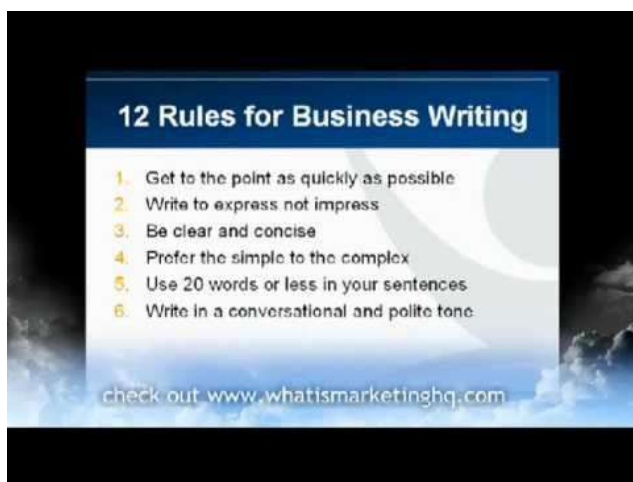 12 Rules for Business Writing
1. Get to the point as quickly as possible
2. Write to express not impress
3. Be clear and concise
4. Prefer the simple to the complex
5. Use 20 words or less in your sentences
6. Write in a conversational and polite tone
check out www.whatismarketinghq.com